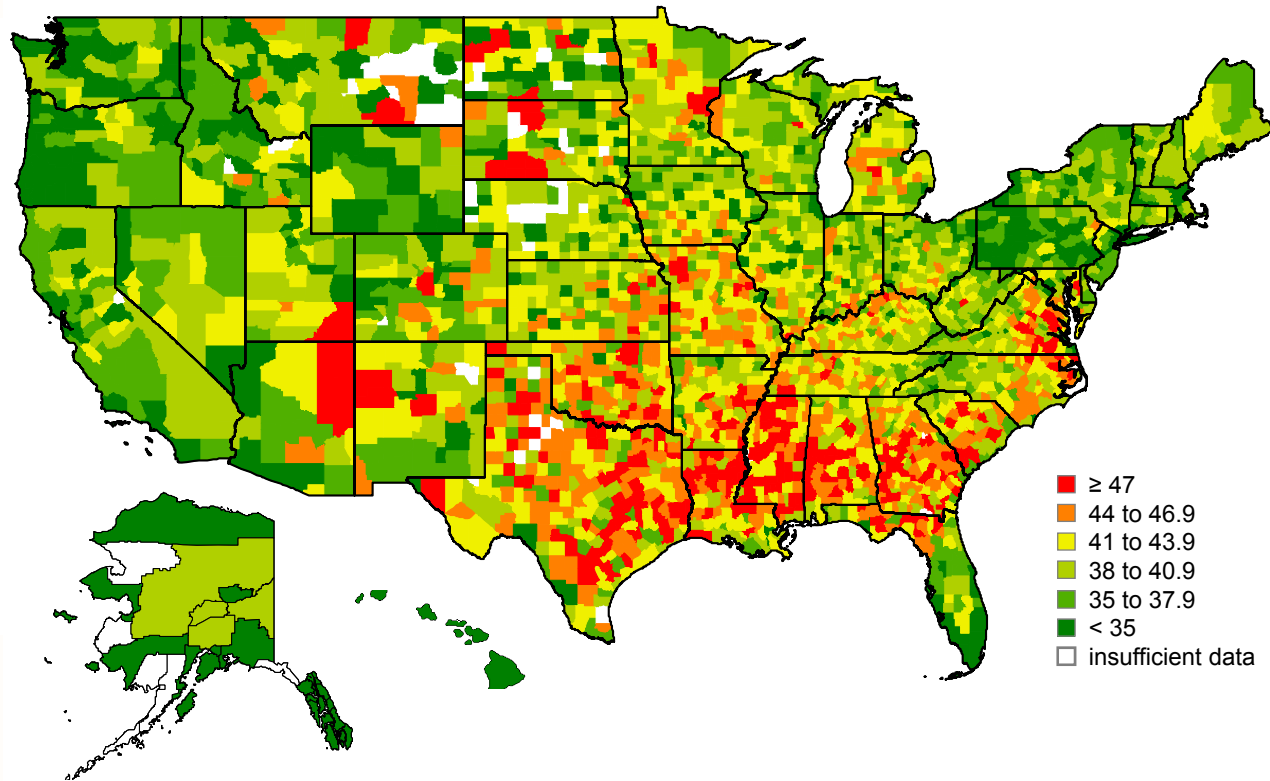 ≥ 47
44 to 46.9
41 to 43.9
38 to 40.9
35 to 37.9
< 35
insufficient data